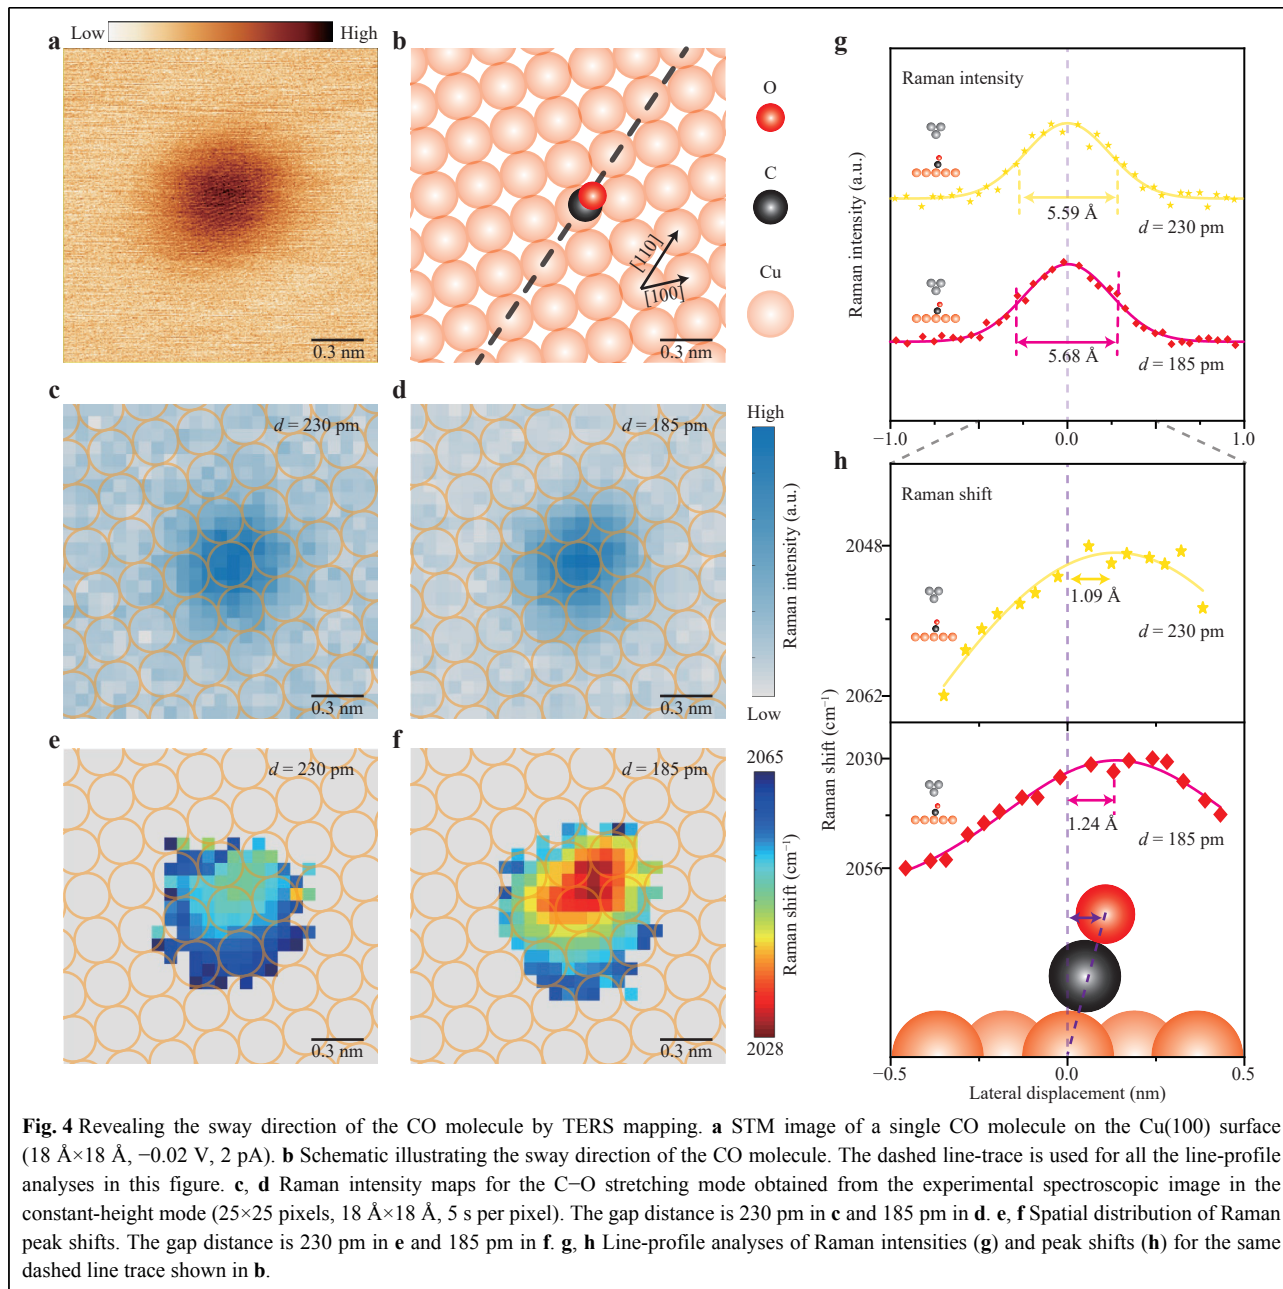 a
Low
High
0.3 nm
b
[110]
[100]
0.3 nm
O
C
Cu
c
d = 230 pm
0.3 nm
d
d = 185 pm
0.3 nm
High
Raman intensity (a.u.)
Low
e
d = 230 pm
0.3 nm
f
d = 185 pm
0.3 nm
2065
Raman shift (cm⁻¹)
2028
g
Raman intensity
5.59 Å
d = 230 pm
5.68 Å
d = 185 pm
Raman intensity (a.u.)
−1.0
0.0
1.0
h
Raman shift
2048
1.09 Å
d = 230 pm
2062
2030
1.24 Å
d = 185 pm
2056
Raman shift (cm⁻¹)
−0.5
0.0
0.5
Lateral displacement (nm)
Fig. 4 Revealing the sway direction of the CO molecule by TERS mapping. a STM image of a single CO molecule on the Cu(100) surface
(18 Å×18 Å, −0.02 V, 2 pA). b Schematic illustrating the sway direction of the CO molecule. The dashed line-trace is used for all the line-profile
analyses in this figure. c, d Raman intensity maps for the C−O stretching mode obtained from the experimental spectroscopic image in the
constant-height mode (25×25 pixels, 18 Å×18 Å, 5 s per pixel). The gap distance is 230 pm in c and 185 pm in d. e, f Spatial distribution of Raman
peak shifts. The gap distance is 230 pm in e and 185 pm in f. g, h Line-profile analyses of Raman intensities (g) and peak shifts (h) for the same
dashed line trace shown in b.